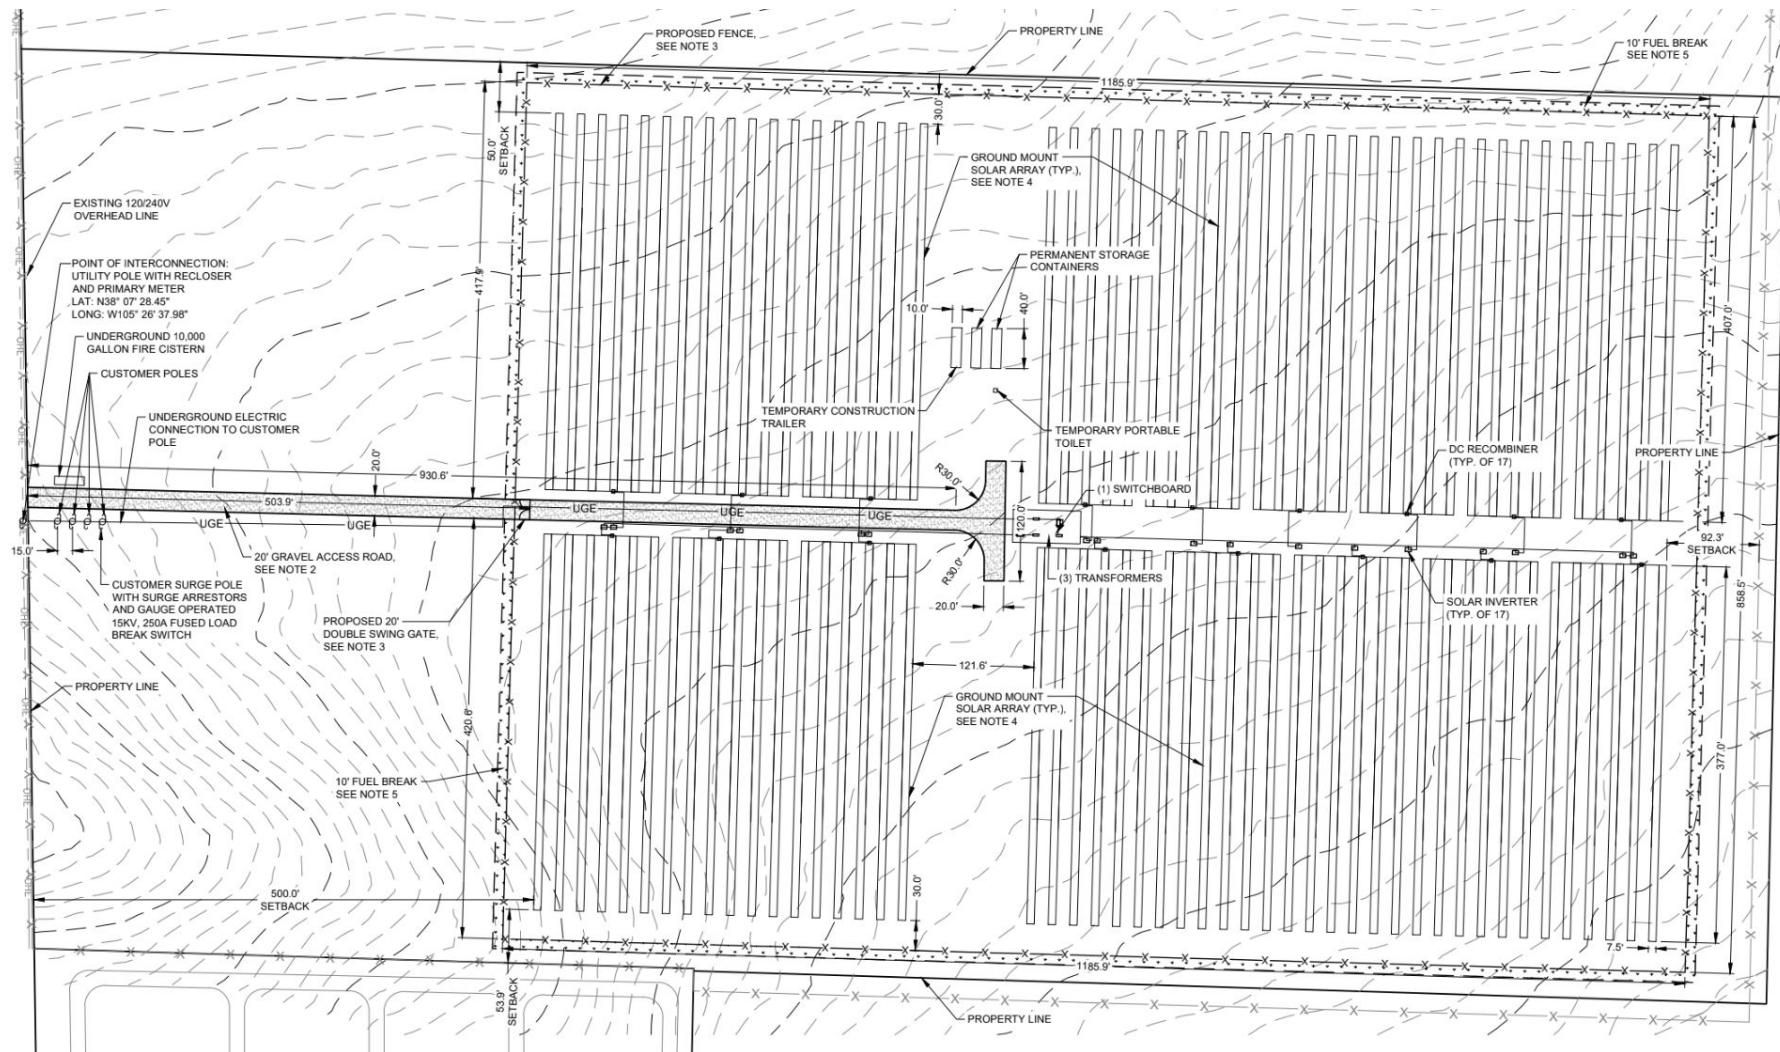 PROPOSED FENCE,
SEE NOTE 3
PROPERTY LINE
10' FUEL BREAK
SEE NOTE 5
1185.9'
30.0'
50.0'
SETBACK
GROUND MOUNT
SOLAR ARRAY (TYP.),
SEE NOTE 4
EXISTING 120/240V
OVERHEAD LINE
417.9'
407.0'
PERMANENT STORAGE
CONTAINERS
POINT OF INTERCONNECTION:
UTILITY POLE WITH RECLOSER
AND PRIMARY METER
LAT: N38° 07' 28.45"
LONG: W105° 26' 37.98"
10.0'
40.0'
UNDERGROUND 10,000
GALLON FIRE CISTERN
CUSTOMER POLES
UNDERGROUND ELECTRIC
CONNECTION TO CUSTOMER
POLE
TEMPORARY CONSTRUCTION
TRAILER
TEMPORARY PORTABLE
TOILET
DC RECOMBINER
(TYP. OF 17)
PROPERTY LINE
20.0'
930.6'
R30.0'
(1) SWITCHBOARD
503.9'
UGE
UGE
UGE
UGE
UGE
120.0'
15.0'
20' GRAVEL ACCESS ROAD,
SEE NOTE 2
R30.0'
92.3'
SETBACK
CUSTOMER SURGE POLE
WITH SURGE ARRESTORS
AND GAUGE OPERATED
15KV, 250A FUSED LOAD
BREAK SWITCH
(3) TRANSFORMERS
20.0'
SOLAR INVERTER
(TYP. OF 17)
858.5'
PROPOSED 20'
DOUBLE SWING GATE,
SEE NOTE 3
121.6'
PROPERTY LINE
GROUND MOUNT
SOLAR ARRAY (TYP.),
SEE NOTE 4
420.6'
377.0'
10' FUEL BREAK
SEE NOTE 5
500.0'
SETBACK
30.0'
7.5'
1185.9'
53.9'
SETBACK
PROPERTY LINE